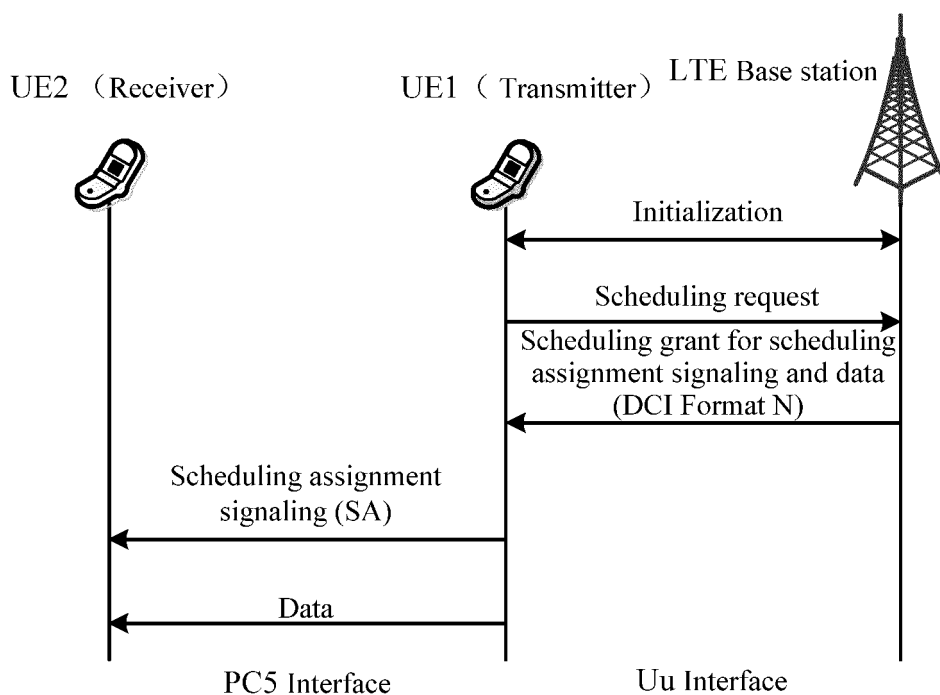 UE2 （Receiver）
UE1（ Transmitter）
LTE Base station
Initialization
Scheduling request
Scheduling grant for scheduling
assignment signaling and data
(DCI Format N)
Scheduling assignment
signaling (SA)
Data
PC5 Interface
Uu Interface